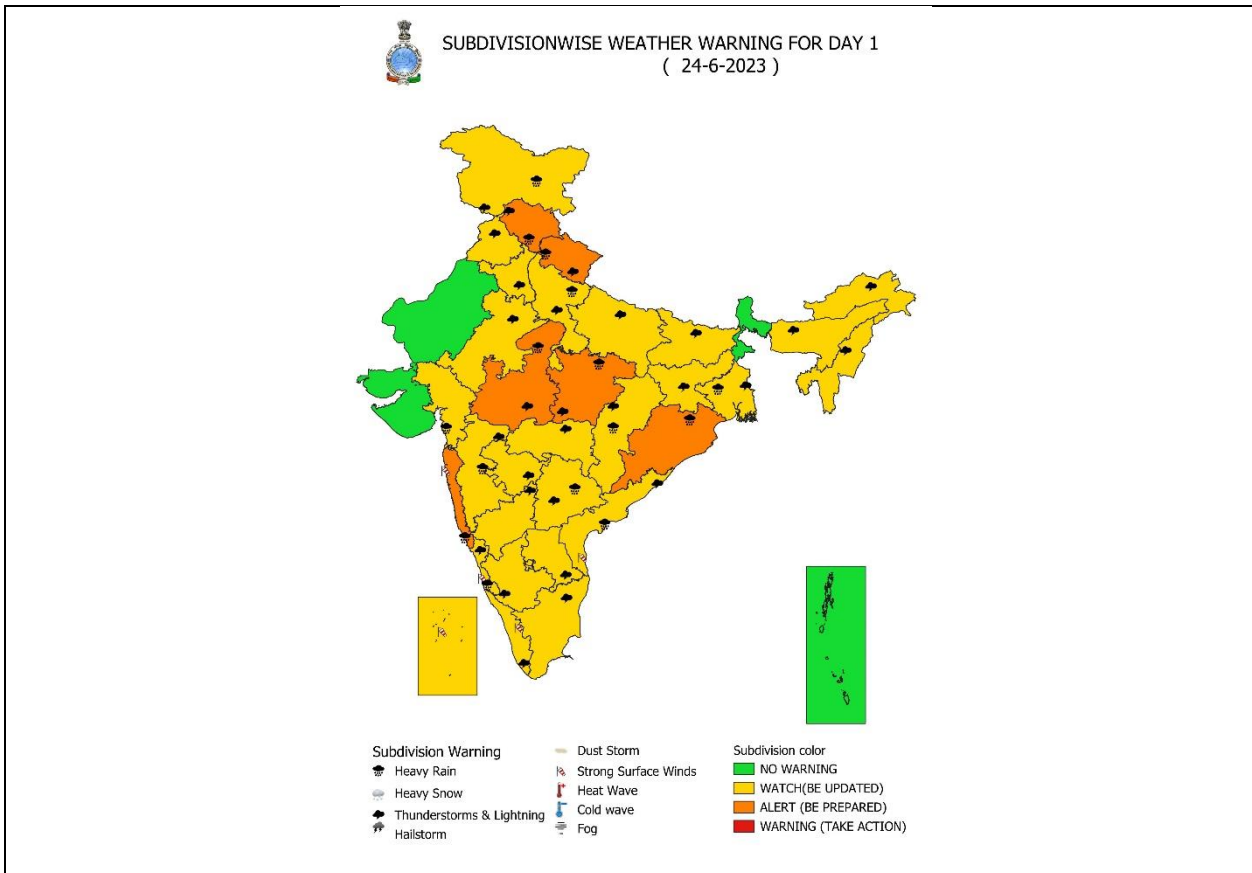 SUBDIVISIONWISE WEATHER WARNING FOR DAY 1
( 24-6-2023 )
Subdivision Warning
Heavy Rain
Heavy Snow
Thunderstorms & Lightning
Hailstorm
Dust Storm
Strong Surface Winds
Heat Wave
Cold wave
Fog
Subdivision color
NO WARNING
WATCH(BE UPDATED)
ALERT (BE PREPARED)
WARNING (TAKE ACTION)